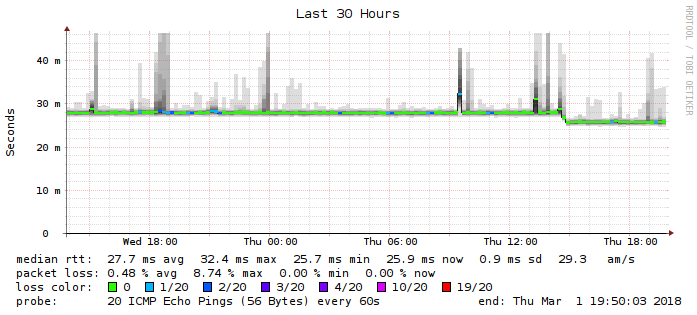 Last 30 Hours
RRDTOOL / TOBI OETIKER
Seconds
40 m
30 m
20 m
10 m
0
Wed 18:00 Thu 00:00 Thu 06:00 Thu 12:00 Thu 18:00
median rtt: 27.7 ms avg 32.4 ms max 25.7 ms min 25.9 ms now 0.9 ms sd 29.3 am/s
packet loss: 0.48 % avg 8.74 % max 0.00 % min 0.00 % now
loss color: 0 1/20 2/20 3/20 4/20 10/20 19/20
probe: 20 ICMP Echo Pings (56 Bytes) every 60s end: Thu Mar 1 19:50:03 2018